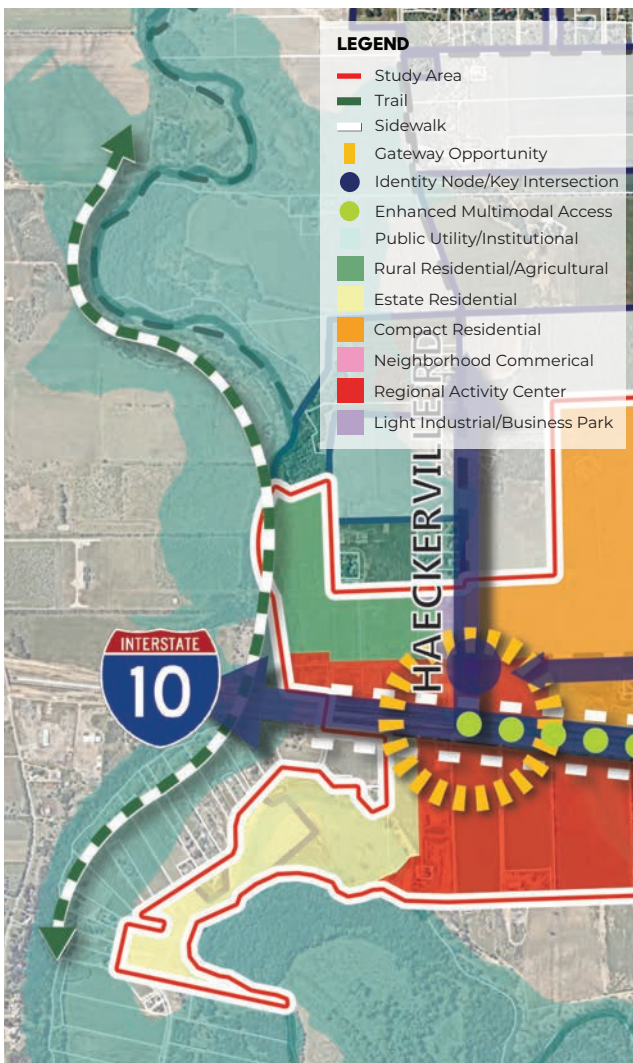 LEGEND
Study Area
Trail
Sidewalk
Gateway Opportunity
Identity Node/Key Intersection
Enhanced Multimodal Access
Public Utility/Institutional
Rural Residential/Agricultural
Estate Residential
Compact Residential
Neighborhood Commerical
Regional Activity Center
Light Industrial/Business Park
HAECKERVILLE RD
INTERSTATE
10